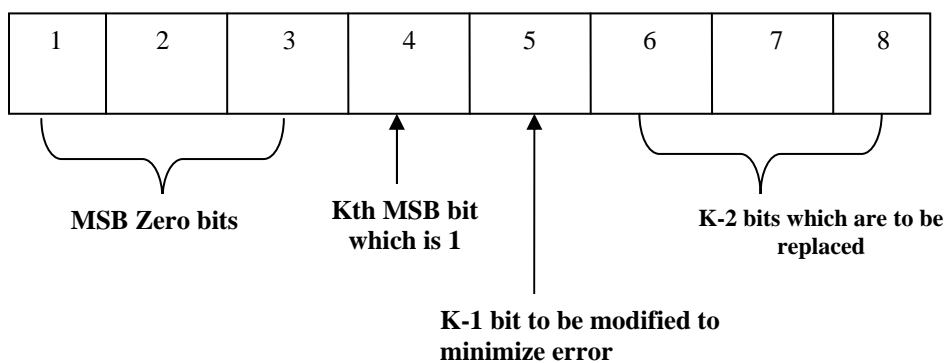 1 2 3 4 5 6 7 8
MSB Zero bits
Kth MSB bit
which is 1
K-2 bits which are to be
replaced
K-1 bit to be modified to
minimize error